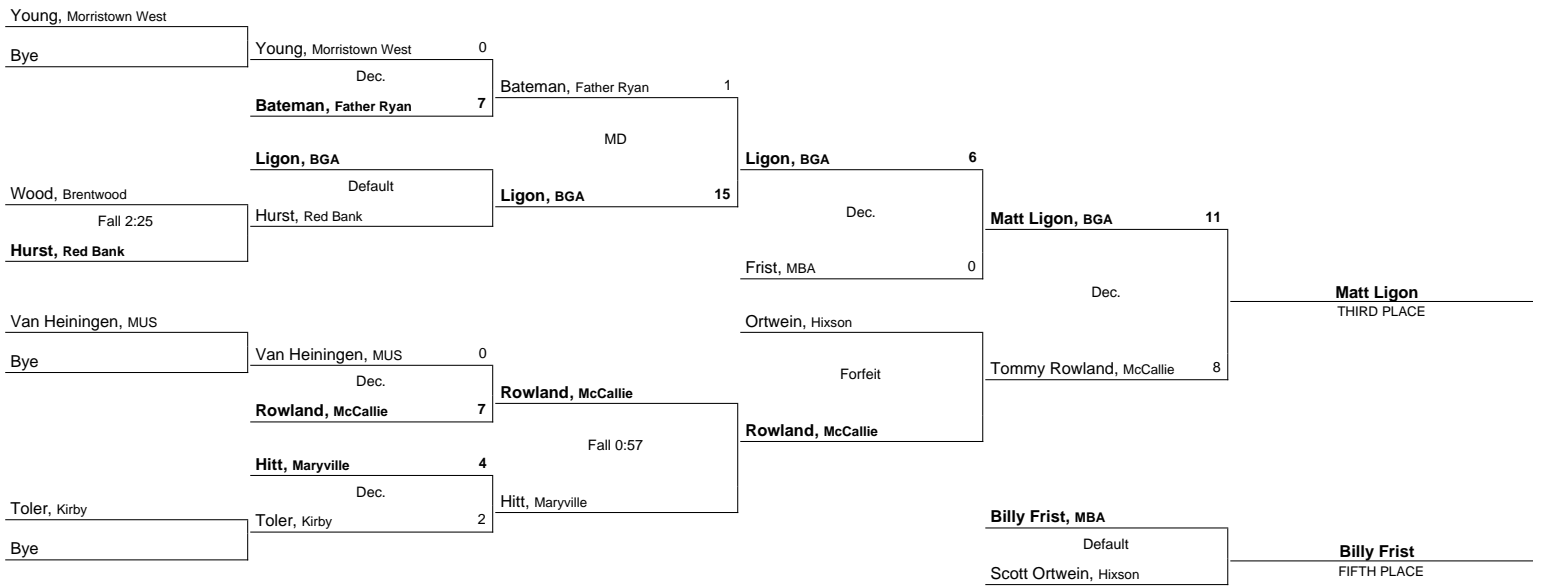 Young, Morristown West
Bye
Young, Morristown West 0
Dec.
Bateman, Father Ryan 7
Bateman, Father Ryan 1
MD
Ligon, BGA 15
Ligon, BGA
Default
Hurst, Red Bank
Wood, Brentwood
Fall 2:25
Hurst, Red Bank
Ligon, BGA 6
Dec.
Frist, MBA 0
Matt Ligon, BGA 11
Dec.
Tommy Rowland, McCallie 8
Matt Ligon
THIRD PLACE
Van Heiningen, MUS
Bye
Van Heiningen, MUS 0
Dec.
Rowland, McCallie 7
Rowland, McCallie
Fall 0:57
Hitt, Maryville
Hitt, Maryville 4
Dec.
Toler, Kirby 2
Toler, Kirby
Bye
Ortwein, Hixson
Forfeit
Rowland, McCallie
Billy Frist, MBA
Default
Scott Ortwein, Hixson
Billy Frist
FIFTH PLACE